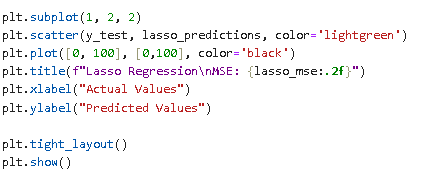 plt.subplot(1, 2, 2)
plt.scatter(y_test, lasso_predictions, color='lightgreen')
plt.plot([0, 100], [0,100], color='black')
plt.title(f"Lasso Regression\nMSE: {lasso_mse:.2f}")
plt.xlabel("Actual Values")
plt.ylabel("Predicted Values")

plt.tight_layout()
plt.show()